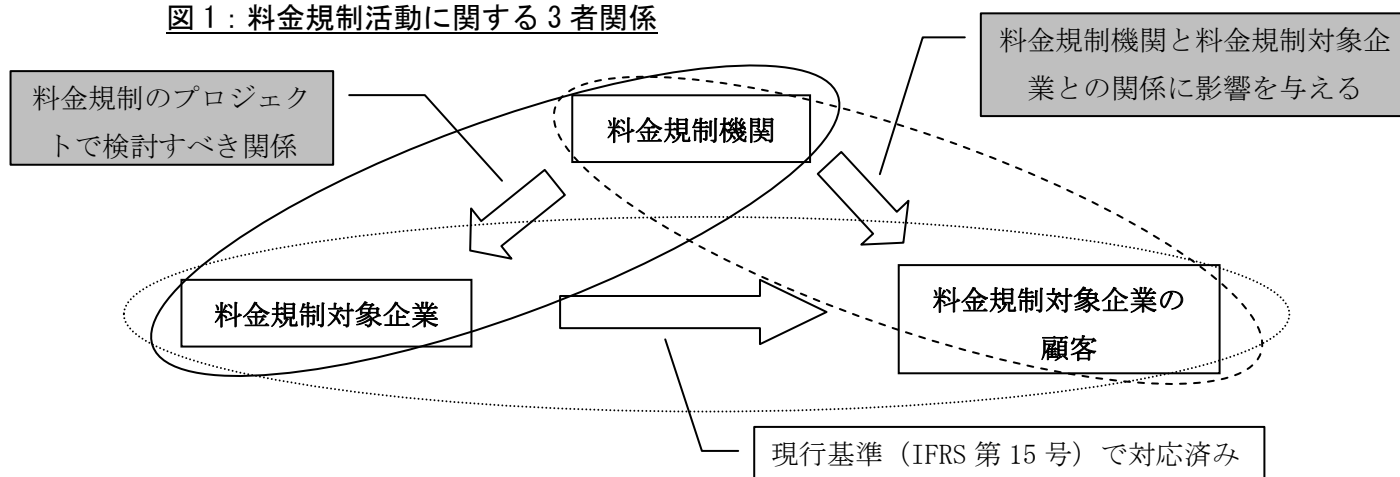 図 1：料金規制活動に関する 3 者関係
料金規制機関と料金規制対象企
業との関係に影響を与える
料金規制のプロジェク
トで検討すべき関係
料金規制機関
料金規制対象企業
料金規制対象企業の
顧客
現行基準（IFRS 第 15 号）で対応済み